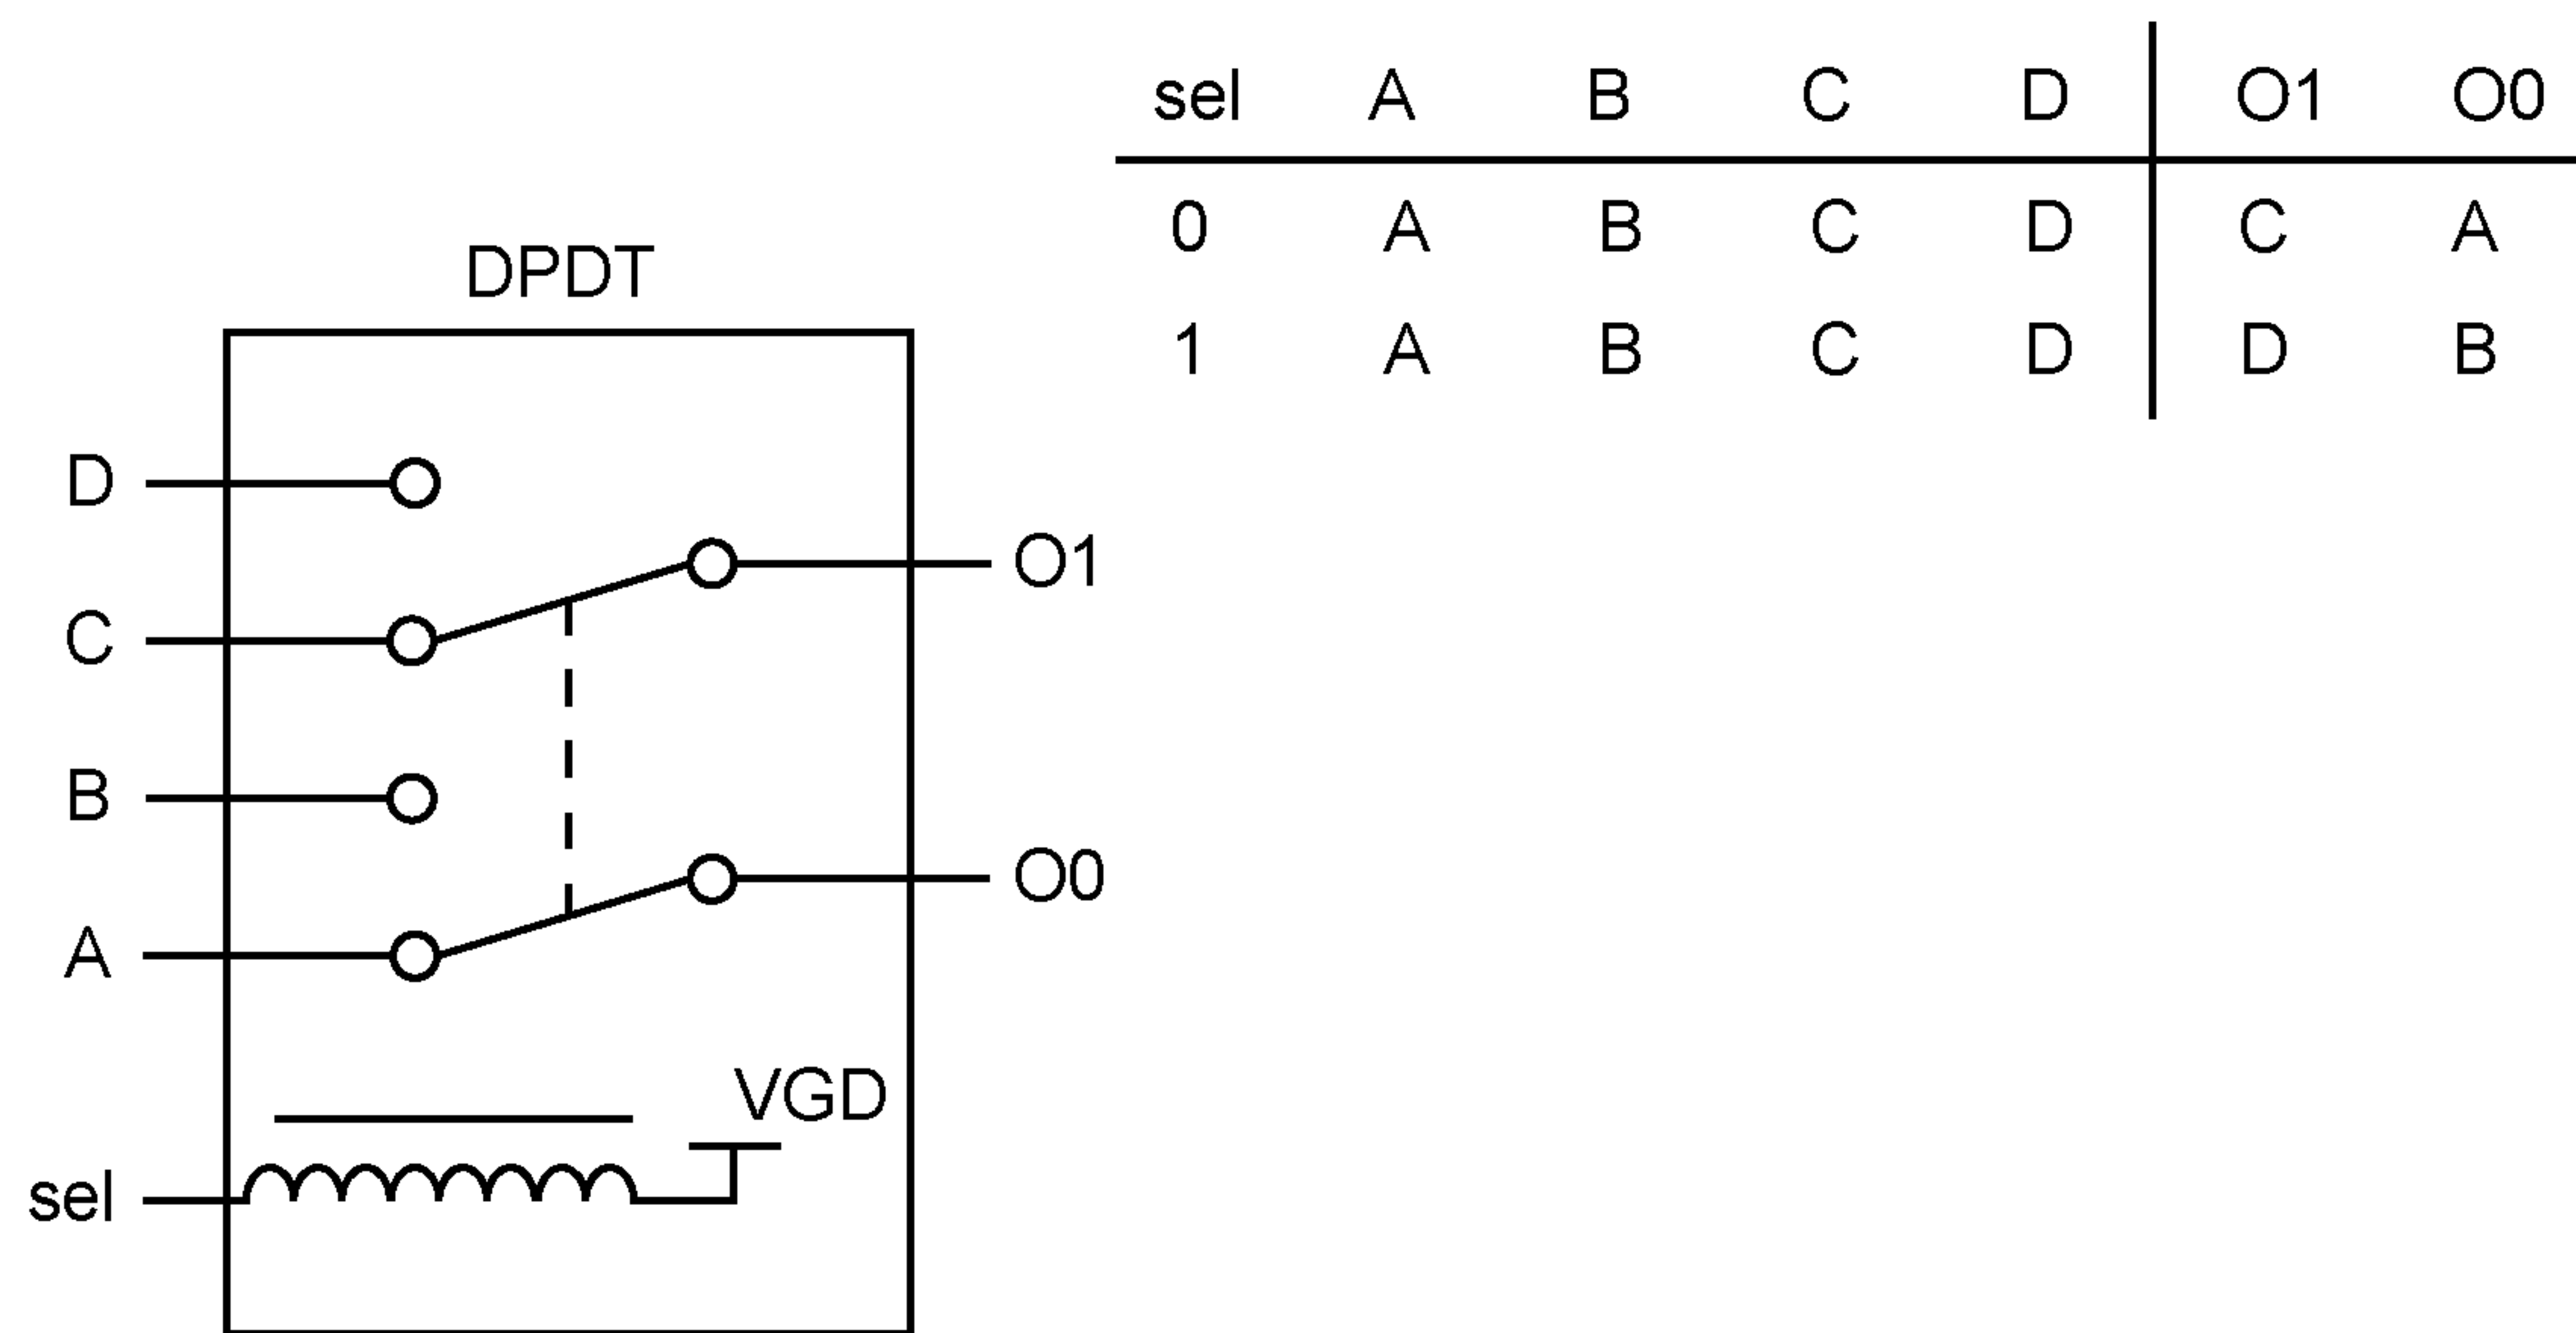 sel A B C D O1 O0
0 A B C D C A
1 A B C D D B
DPDT
D
O1
C
B
O0
A
VGD
sel